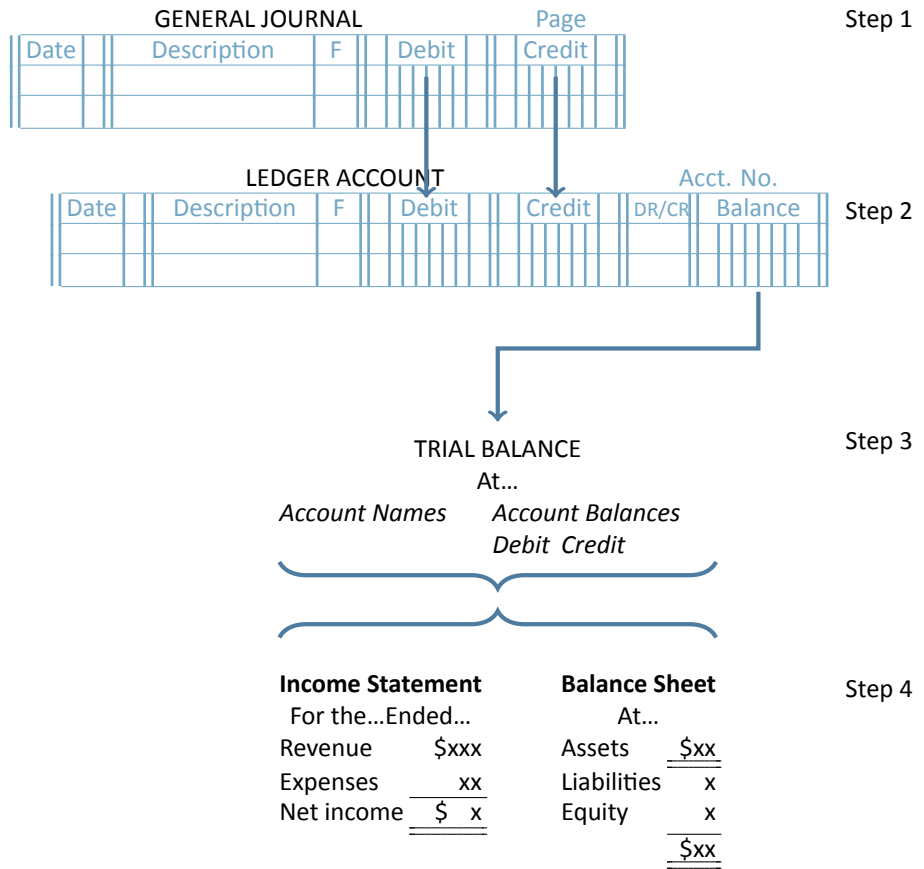 GENERAL JOURNAL Page Step 1
Date Description F Debit Credit
LEDGER ACCOUNT Acct. No.
Date Description F Debit Credit DR/CR Balance Step 2
TRIAL BALANCE Step 3
At...
Account Names Account Balances
Debit Credit
Income Statement Balance Sheet Step 4
For the...Ended... At...
Revenue $xxx Assets $xx
Expenses xx Liabilities x
Net income $ x Equity x
$xx